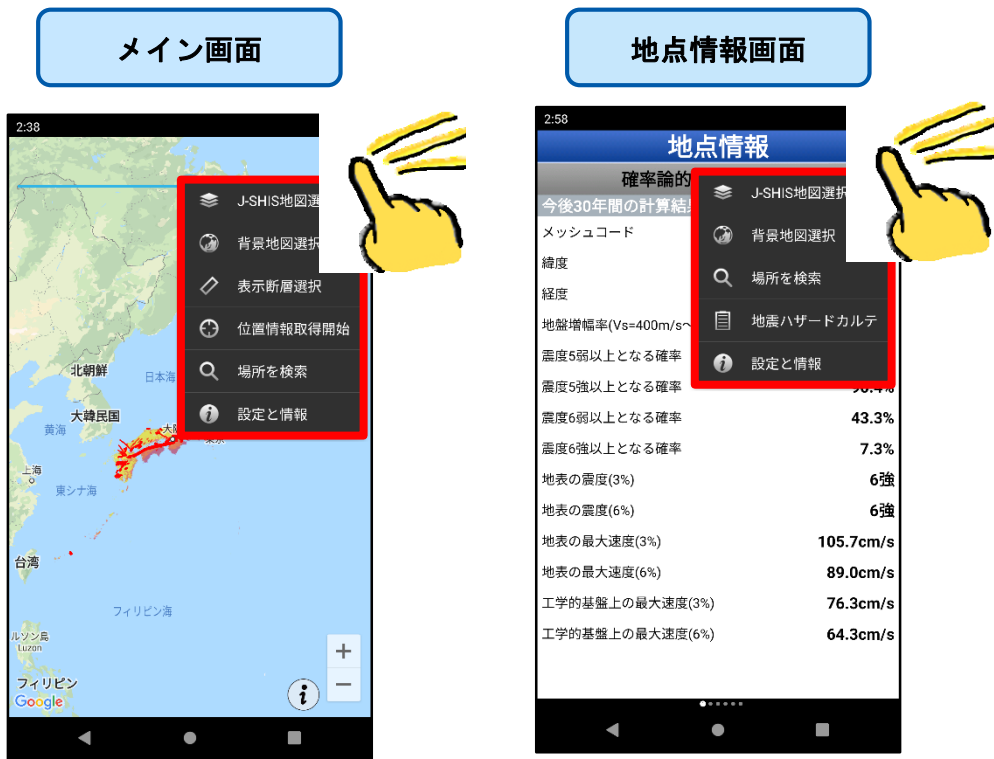 メイン画面
地点情報画面
2:38
J-SHIS地図選
背景地図選択
表示断層選択
位置情報取得開始
場所を検索
設定と情報
北朝鮮
日本海
大韓民国
黄海
東京
上海
東シナ海
台湾
フィリピン海
ルソン島
Luzon
フィリピン
Google
2:58
地点情報
確率論的
今後30年間の計算結果
J-SHIS地図選択
背景地図選択
場所を検索
地震ハザードカルテ
設定と情報
メッシュコード
緯度
経度
地盤増幅率(Vs=400m/s〜
震度5弱以上となる確率
震度5強以上となる確率
震度6弱以上となる確率 43.3%
震度6強以上となる確率 7.3%
地表の震度(3%) 6強
地表の震度(6%) 6強
地表の最大速度(3%) 105.7cm/s
地表の最大速度(6%) 89.0cm/s
工学的基盤上の最大速度(3%) 76.3cm/s
工学的基盤上の最大速度(6%) 64.3cm/s